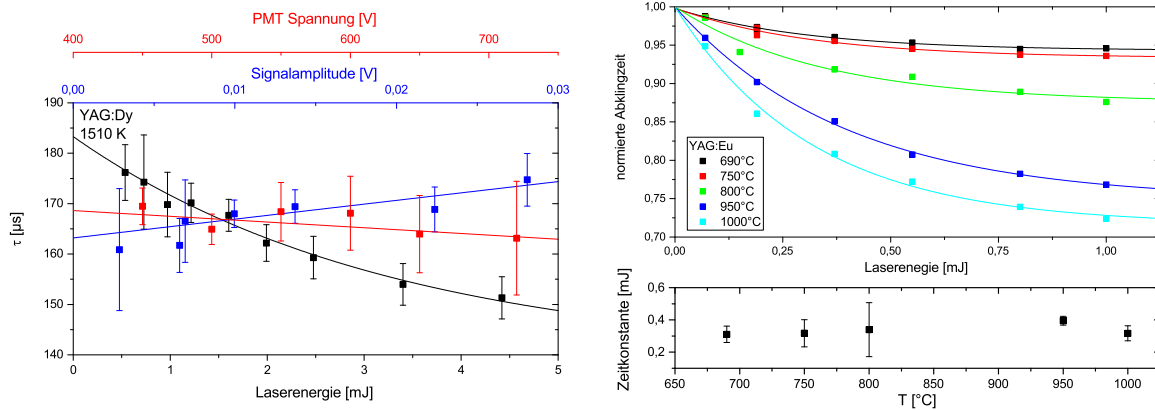 PMT Spannung [V]
400 500 600 700
Signalamplitude [V]
0,00 0,01 0,02 0,03
YAG:Dy
1510 K
190
180
170
160
150
140
τ [µs]
0 1 2 3 4 5
Laserenergie [mJ]
1,00
0,95
0,90
0,85
0,80
0,75
0,70
normierte Abklingzeit
YAG:Eu
690°C
750°C
800°C
950°C
1000°C
0,00 0,25 0,50 0,75 1,00
Laserenegie [mJ]
0,6
0,4
0,2
Zeitkonstante [mJ]
650 700 750 800 850 900 950 1000
T [°C]